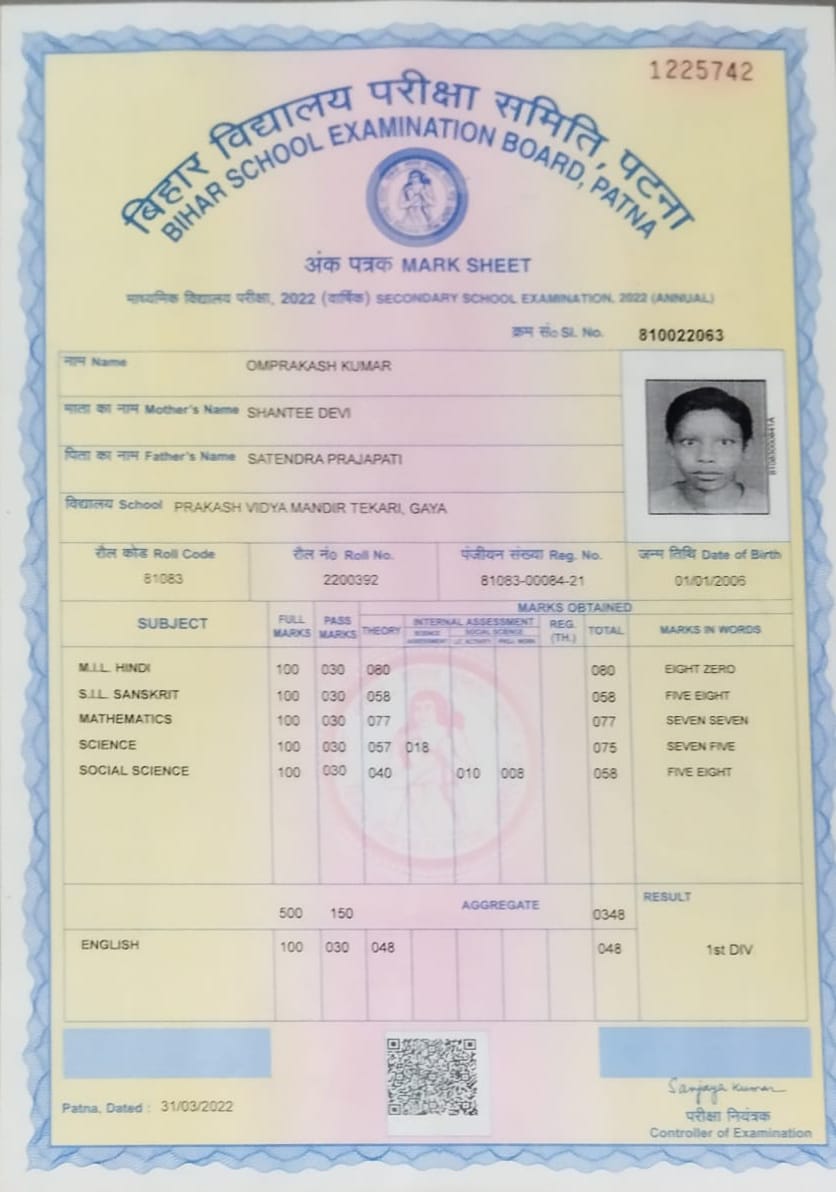 1225742
बिहार विद्यालय परीक्षा समिति, पटना
BIHAR SCHOOL EXAMINATION BOARD, PATNA
अंक पत्रक MARK SHEET
माध्यमिक विद्यालय परीक्षा, 2022 (वार्षिक) SECONDARY SCHOOL EXAMINATION, 2022 (ANNUAL)
क्रम सं० Sl. No. 810022063
नाम Name OMPRAKASH KUMAR
माता का नाम Mother's Name SHANTEE DEVI
पिता का नाम Father's Name SATENDRA PRAJAPATI
विद्यालय School PRAKASH VIDYA MANDIR TEKARI, GAYA
रौल कोड Roll Code रौल नं० Roll No. पंजीयन संख्या Reg. No. जन्म तिथि Date of Birth
81083 2200392 81083-00084-21 01/01/2006
MARKS OBTAINED
SUBJECT FULL MARKS PASS MARKS THEORY INTERNAL ASSESSMENT REG. (TH.) TOTAL MARKS IN WORDS
SCIENCE SOCIAL SCIENCE
M.I.L. HINDI 100 030 080 080 EIGHT ZERO
S.I.L. SANSKRIT 100 030 058 058 FIVE EIGHT
MATHEMATICS 100 030 077 077 SEVEN SEVEN
SCIENCE 100 030 057 018 075 SEVEN FIVE
SOCIAL SCIENCE 100 030 040 010 008 058 FIVE EIGHT
500 150 AGGREGATE 0348 RESULT
ENGLISH 100 030 048 048 1st DIV
Sanjaya Kumar
Patna, Dated : 31/03/2022
परीक्षा नियंत्रक
Controller of Examination